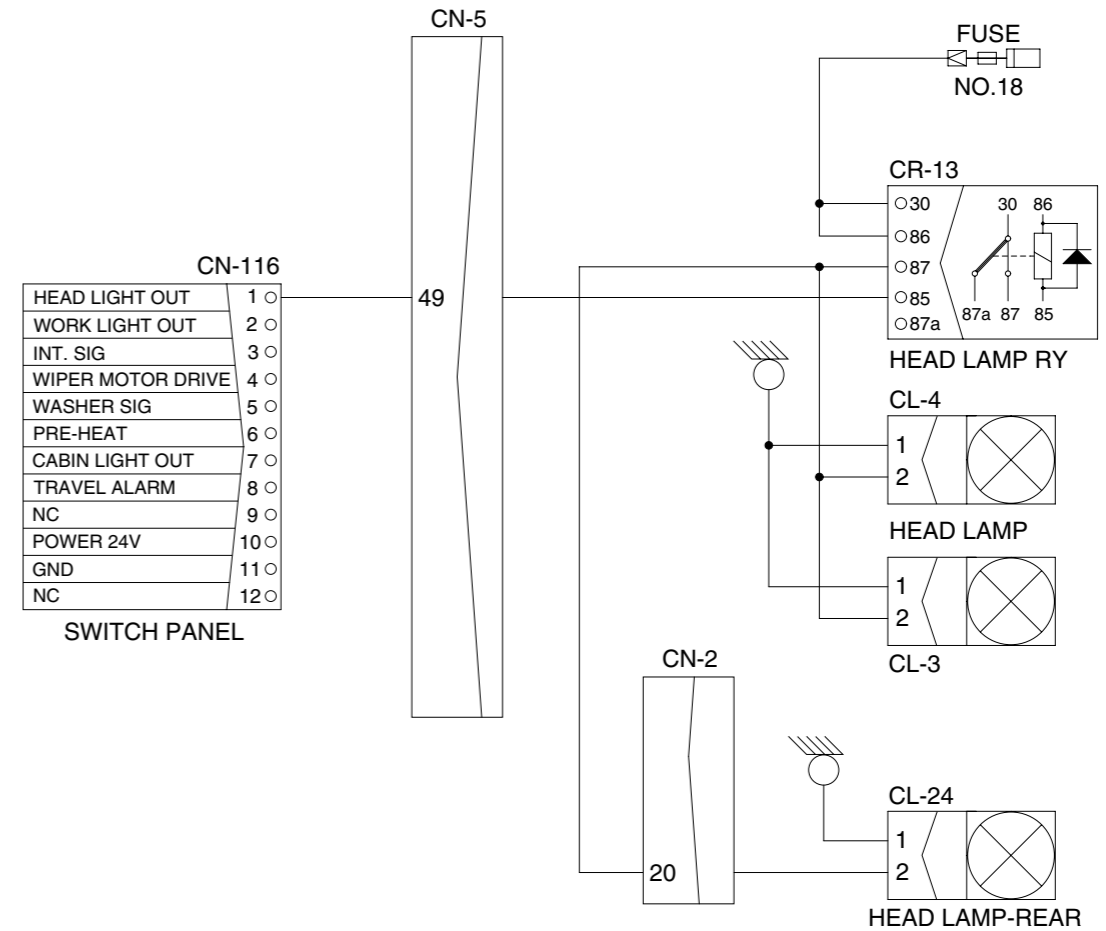 CN-5
FUSE
NO.18
CR-13
30
86
87
85
87a
30 86
87a 87 85
HEAD LAMP RY
CN-116
HEAD LIGHT OUT 1
WORK LIGHT OUT 2
INT. SIG 3
WIPER MOTOR DRIVE 4
WASHER SIG 5
PRE-HEAT 6
CABIN LIGHT OUT 7
TRAVEL ALARM 8
NC 9
POWER 24V 10
GND 11
NC 12
SWITCH PANEL
49
CL-4
1
2
HEAD LAMP
1
2
CL-3
CN-2
20
CL-24
1
2
HEAD LAMP-REAR